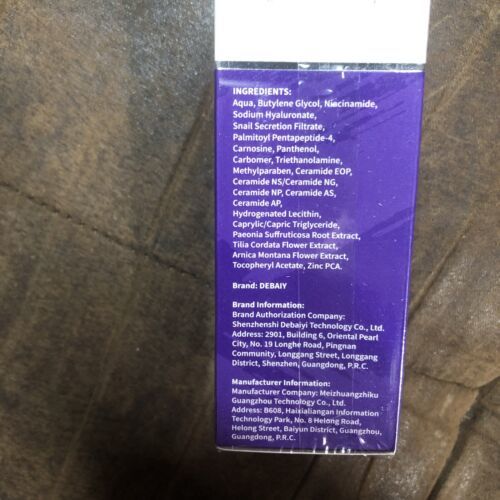 INGREDIENTS:
Aqua, Butylene Glycol, Niacinamide,
Sodium Hyaluronate,
Snail Secretion Filtrate,
Palmitoyl Pentapeptide-4,
Carnosine, Panthenol,
Carbomer, Triethanolamine,
Methylparaben, Ceramide EOP,
Ceramide NS/Ceramide NG,
Ceramide NP, Ceramide AS,
Ceramide AP,
Hydrogenated Lecithin,
Caprylic/Capric Triglyceride,
Paeonia Suffruticosa Root Extract,
Tilia Cordata Flower Extract,
Arnica Montana Flower Extract,
Tocopheryl Acetate, Zinc PCA.
Brand: DEBAIY
Brand Information:
Brand Authorization Company:
Shenzhenshi Debaiyi Technology Co., Ltd.
Address: 2901, Building 6, Oriental Pearl
City, No. 19 Longhe Road, Pingnan
Community, Longgang Street, Longgang
District, Shenzhen, Guangdong, P.R.C.
Manufacturer Information:
Manufacturer Company: Meizhuangzhiku
Guangzhou Technology Co., Ltd.
Address: B608, Haixialiangan Information
Technology Park, No. 8 Helong Road,
Helong Street, Baiyun District, Guangzhou,
Guangdong, P.R.C.